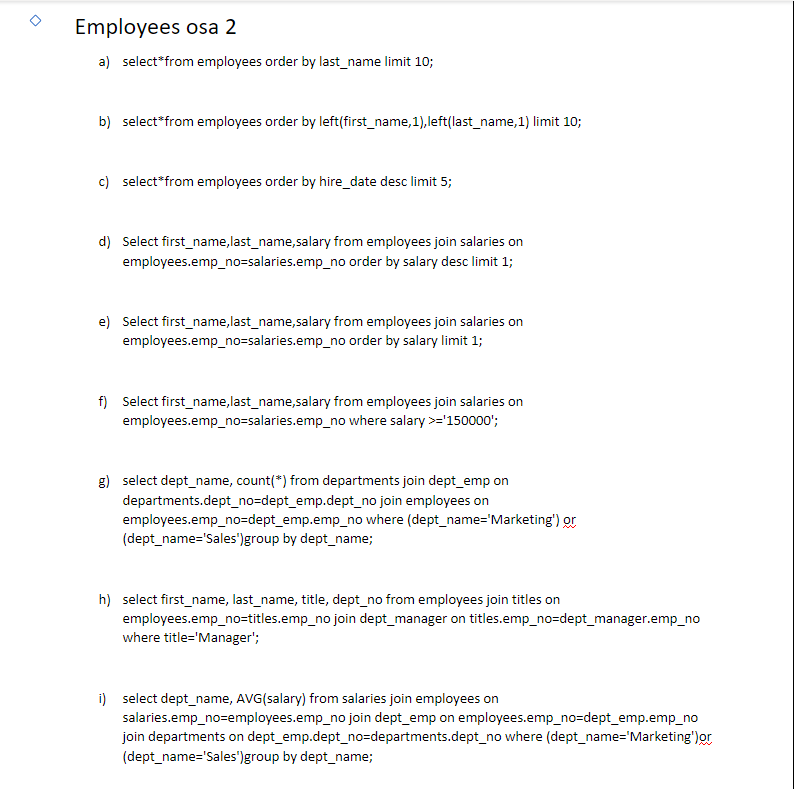 Employees osa 2
a) select*from employees order by last_name limit 10;
b) select*from employees order by left(first_name,1),left(last_name,1) limit 10;
c) select*from employees order by hire_date desc limit 5;
d) Select first_name,last_name,salary from employees join salaries on
employees.emp_no=salaries.emp_no order by salary desc limit 1;
e) Select first_name,last_name,salary from employees join salaries on
employees.emp_no=salaries.emp_no order by salary limit 1;
f) Select first_name,last_name,salary from employees join salaries on
employees.emp_no=salaries.emp_no where salary >='150000';
g) select dept_name, count(*) from departments join dept_emp on
departments.dept_no=dept_emp.dept_no join employees on
employees.emp_no=dept_emp.emp_no where (dept_name='Marketing') or
(dept_name='Sales')group by dept_name;
h) select first_name, last_name, title, dept_no from employees join titles on
employees.emp_no=titles.emp_no join dept_manager on titles.emp_no=dept_manager.emp_no
where title='Manager';
i) select dept_name, AVG(salary) from salaries join employees on
salaries.emp_no=employees.emp_no join dept_emp on employees.emp_no=dept_emp.emp_no
join departments on dept_emp.dept_no=departments.dept_no where (dept_name='Marketing')or
(dept_name='Sales')group by dept_name;